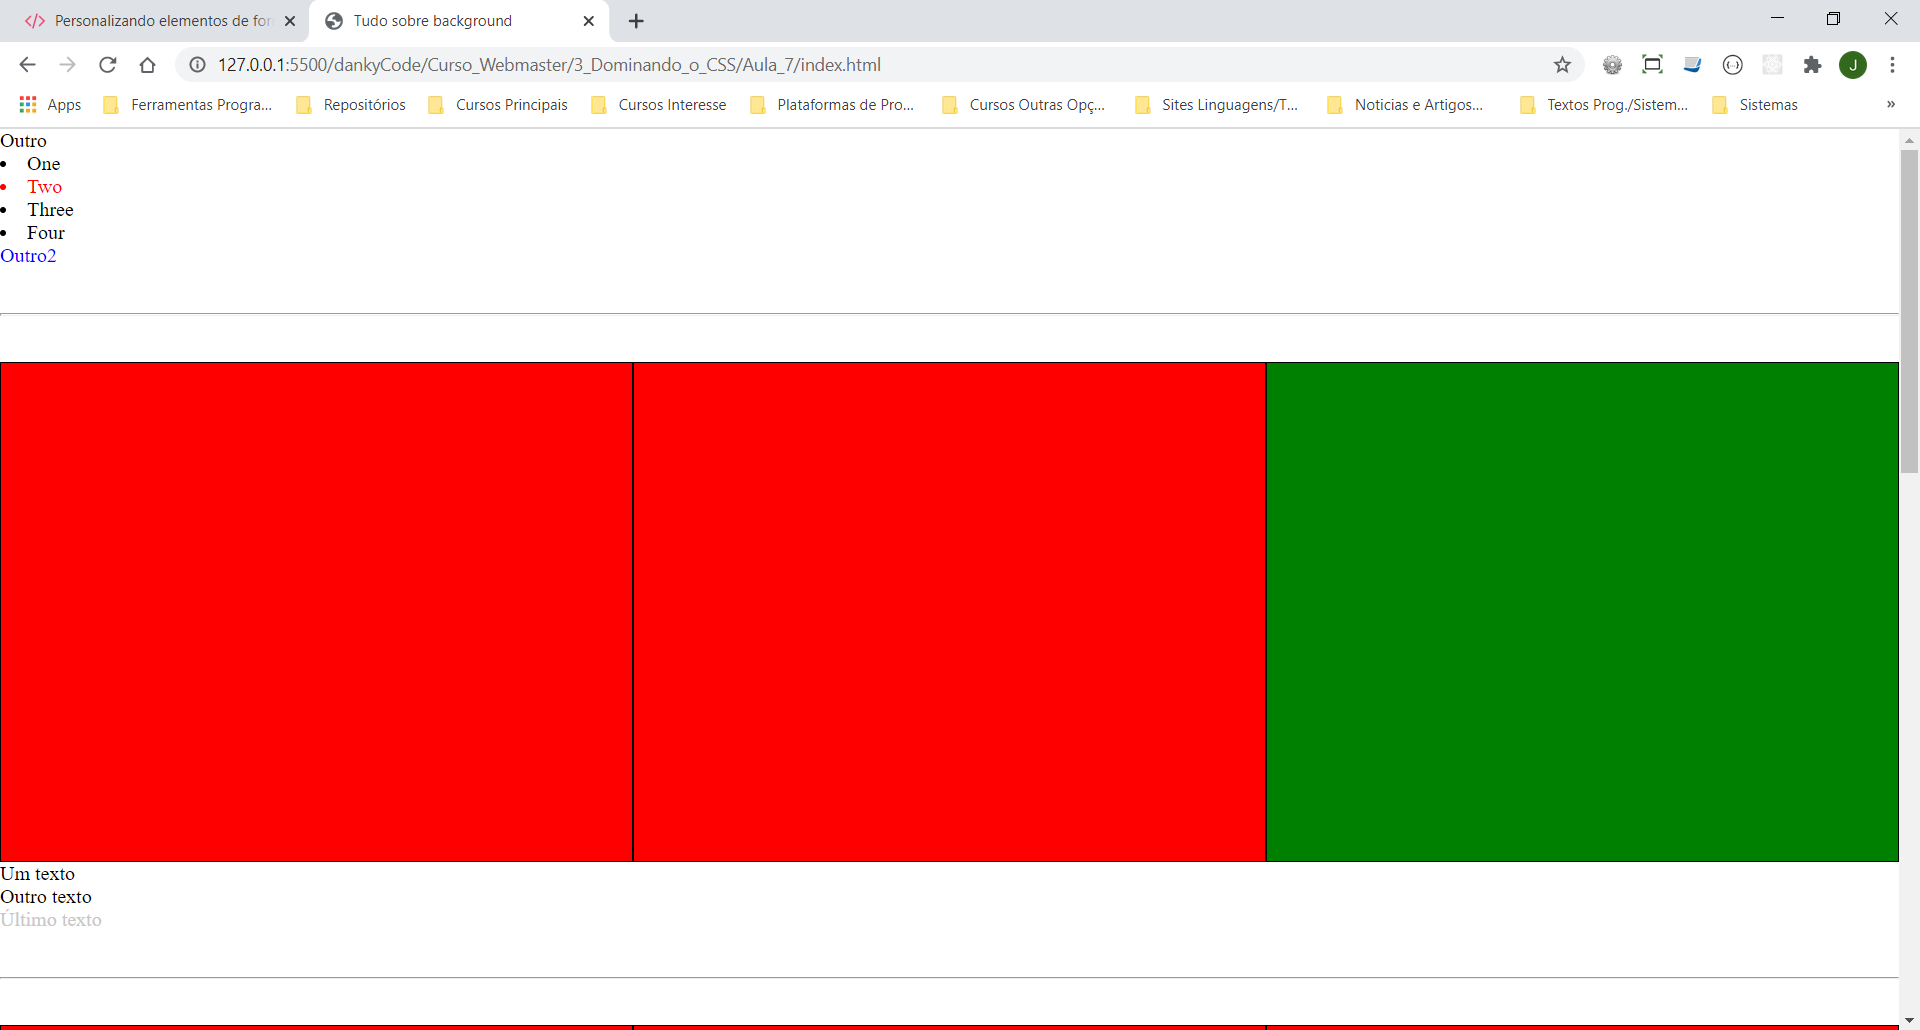 Personalizando elementos de for
Tudo sobre background
127.0.0.1:5500/dankyCode/Curso_Webmaster/3_Dominando_o_CSS/Aula_7/index.html
J
Apps Ferramentas Progra... Repositórios Cursos Principais Cursos Interesse Plataformas de Pro... Cursos Outras Opç... Sites Linguagens/T... Noticias e Artigos... Textos Prog./Sistem... Sistemas »
Outro
• One
• Two
• Three
• Four
Outro2
Um texto
Outro texto
Último texto